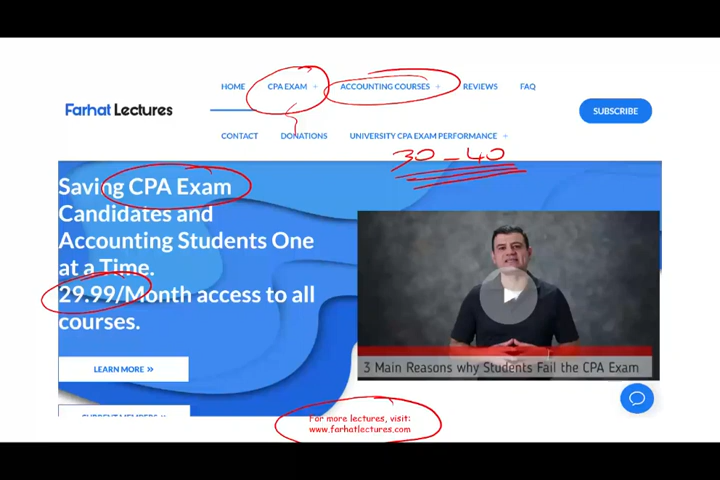 HOME CPA EXAM + ACCOUNTING COURSES + REVIEWS FAQ
Farhat Lectures
SUBSCRIBE
CONTACT DONATIONS UNIVERSITY CPA EXAM PERFORMANCE +
30 - 40
Saving CPA Exam
Candidates and
Accounting Students One
at a Time.
29.99/Month access to all
courses.
3 Main Reasons why Students Fail the CPA Exam
LEARN MORE »
CURRENT MEMBERS »
For more lectures, visit:
www.farhatlectures.com